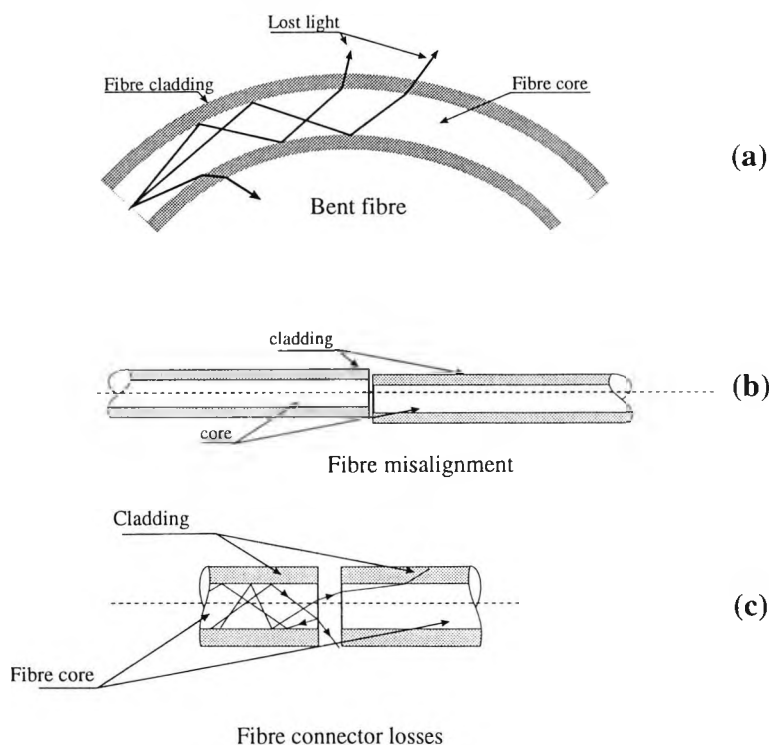 Lost light
Fibre cladding
Fibre core
(a)
Bent fibre
cladding
(b)
core
Fibre misalignment
Cladding
(c)
Fibre core
Fibre connector losses